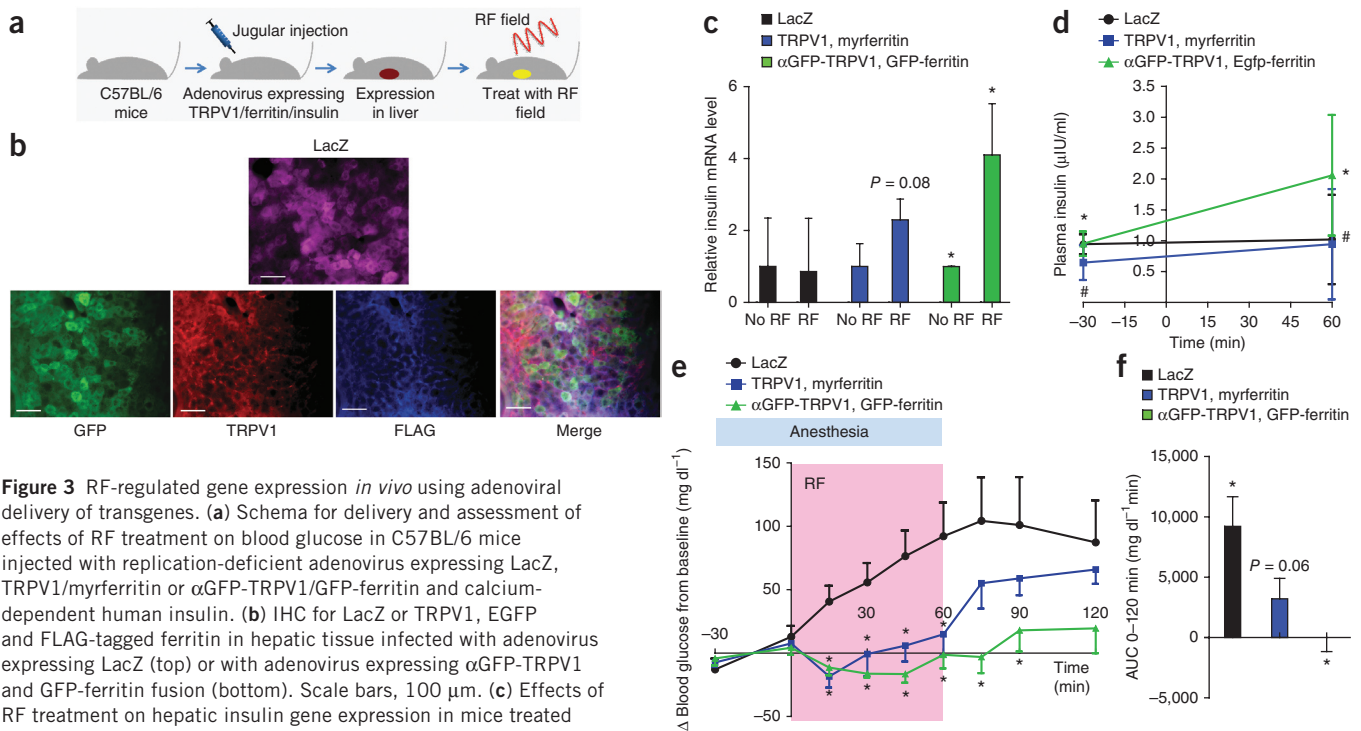 a
Jugular injection
RF field
C57BL/6
mice
Adenovirus expressing
TRPV1/ferritin/insulin
Expression
in liver
Treat with RF
field
b
LacZ
GFP
TRPV1
FLAG
Merge
Figure 3 RF-regulated gene expression in vivo using adenoviral
delivery of transgenes. (a) Schema for delivery and assessment of
effects of RF treatment on blood glucose in C57BL/6 mice
injected with replication-deficient adenovirus expressing LacZ,
TRPV1/myrferritin or αGFP-TRPV1/GFP-ferritin and calcium-
dependent human insulin. (b) IHC for LacZ or TRPV1, EGFP
and FLAG-tagged ferritin in hepatic tissue infected with adenovirus
expressing LacZ (top) or with adenovirus expressing αGFP-TRPV1
and GFP-ferritin fusion (bottom). Scale bars, 100 μm. (c) Effects of
RF treatment on hepatic insulin gene expression in mice treated
c
LacZ
TRPV1, myrferritin
αGFP-TRPV1, GFP-ferritin
Relative insulin mRNA level
6
4
2
0
P = 0.08
*
*
No RF RF No RF RF No RF RF
d
LacZ
TRPV1, myrferritin
αGFP-TRPV1, Egfp-ferritin
Plasma insulin (μIU/ml)
3.5
3.0
2.5
2.0
1.5
1.0
0.5
*
#
*
#
–30 –15 0 15 30 45 60
Time (min)
e
LacZ
TRPV1, myrferritin
αGFP-TRPV1, GFP-ferritin
Anesthesia
Δ Blood glucose from baseline (mg dl−1)
150
100
50
–50
RF
–30
30
60
90
120
Time
(min)
* * * *
* * * * * *
f
LacZ
TRPV1, myrferritin
αGFP-TRPV1, GFP-ferritin
AUC 0–120 min (mg dl−1min)
15,000
10,000
5,000
0
–5,000
*
P = 0.06
*